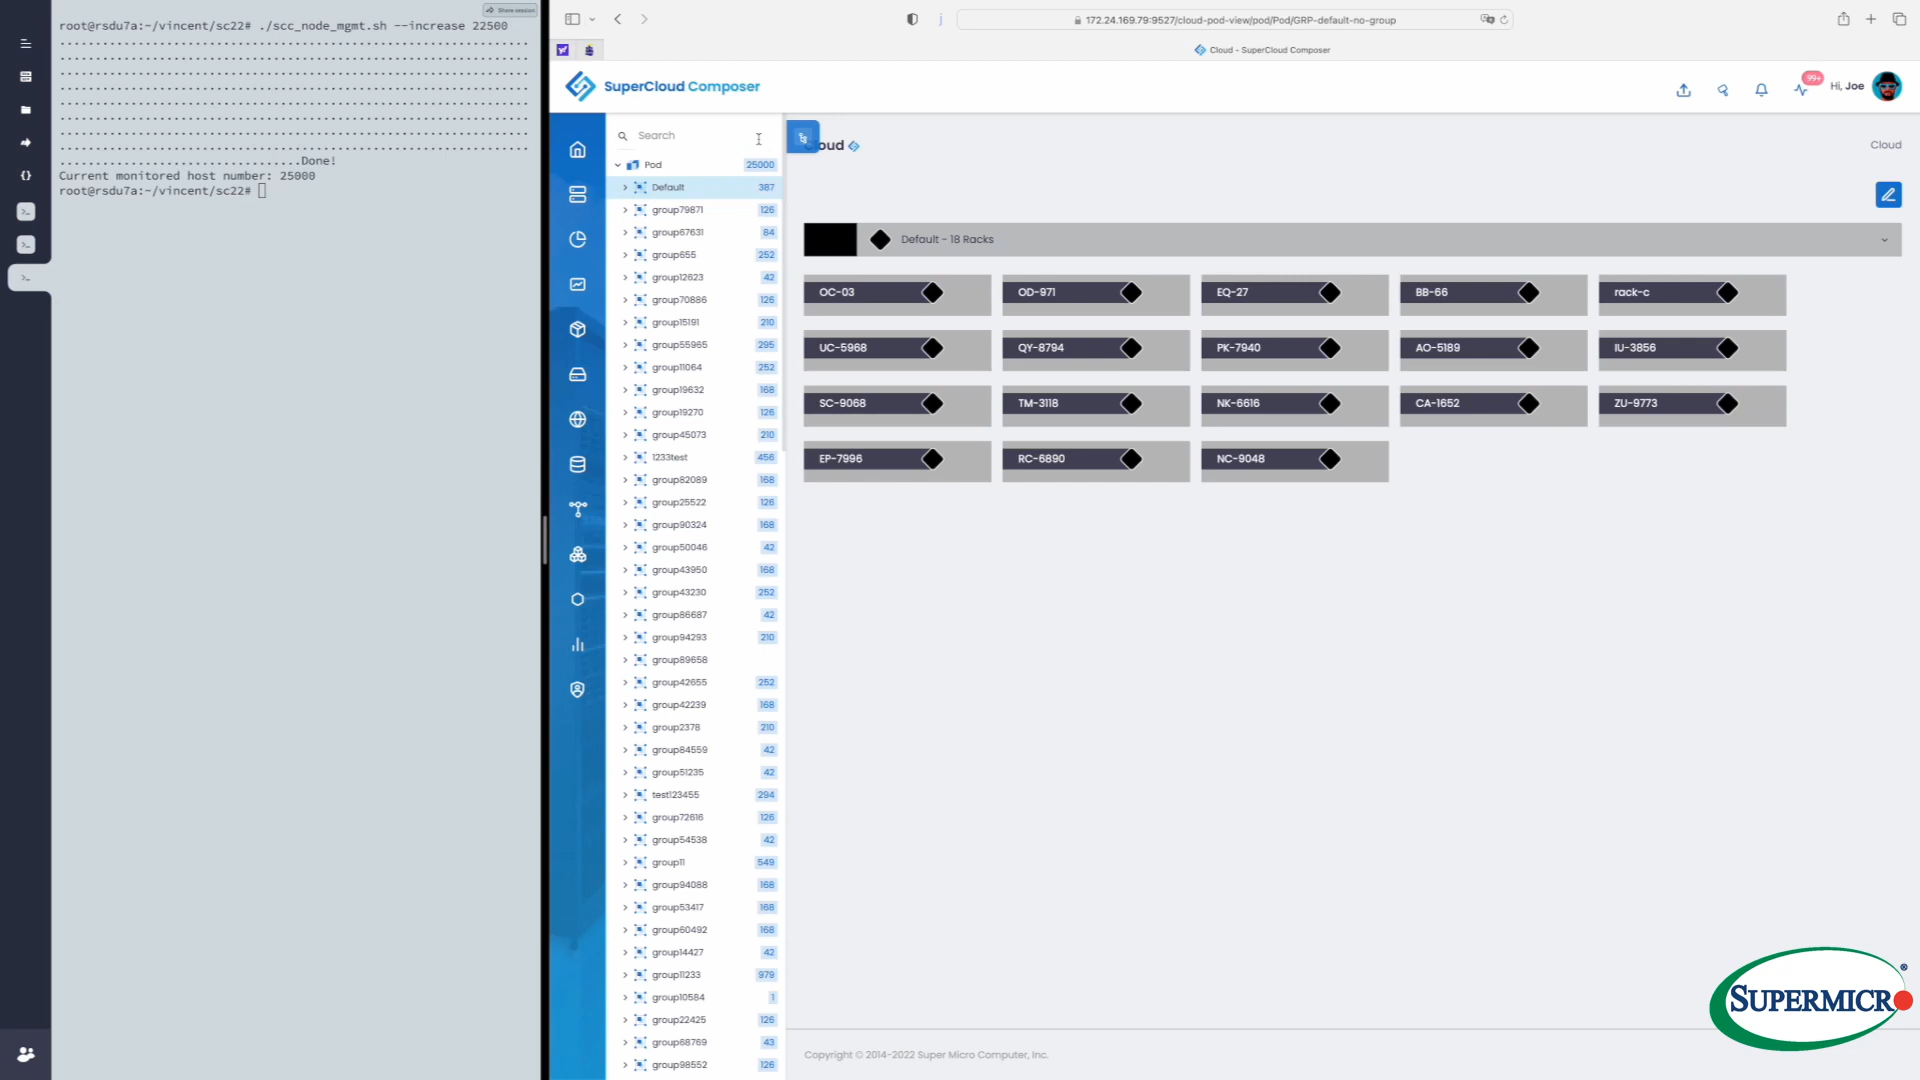 Share session
root@rsdu7a:~/vincent/sc22# ./scc_node_mgmt.sh --increase 22500
Done!
Current monitored host number: 25000
root@rsdu7a:~/vincent/sc22#
172.24.169.79:9527/cloud-pod-view/pod/Pod/GRP-default-no-group
Cloud - SuperCloud Composer
SuperCloud Composer
99+
Hi, Joe
Search
Pod 25000
Default 387
group79871 126
group67631 84
group655 252
group12623 42
group70886 126
group15191 210
group55965 295
group11064 252
group19632 168
group19270 126
group45073 210
1233test 456
group82089 168
group25522 126
group90324 168
group50046 42
group43950 168
group43230 252
group86687 42
group94293 210
group89658
group42655 252
group42239 168
group2378 210
group84559 42
group51235 42
test123455 294
group72616 126
group54538 42
group11 549
group94088 168
group53417 168
group60492 168
group14427 42
group11233 979
group10584 1
group22425 126
group68769 43
group98552 126
Cloud
Default - 18 Racks
OC-03 OD-971 EQ-27 BB-66 rack-c
UC-5968 QY-8794 PK-7940 AO-5189 IU-3856
SC-9068 TM-3118 NK-6616 CA-1652 ZU-9773
EP-7996 RC-6890 NC-9048
Copyright © 2014-2022 Super Micro Computer, Inc.
SUPERMICR